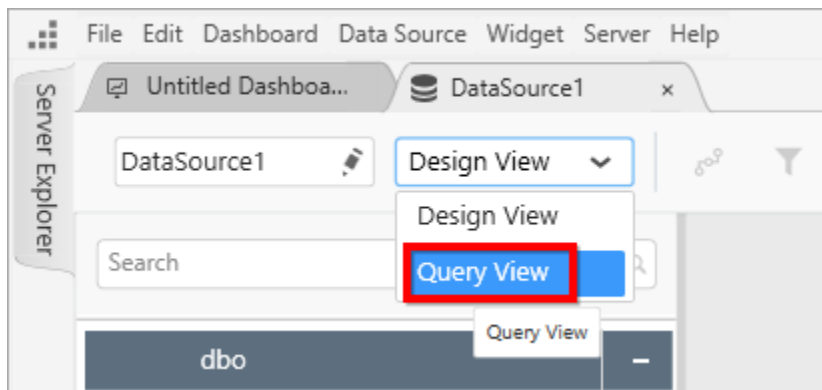 File Edit Dashboard Data Source Widget Server Help
Server Explorer
Untitled Dashboa...
DataSource1
DataSource1
Design View
Design View
Search
Query View
Query View
dbo